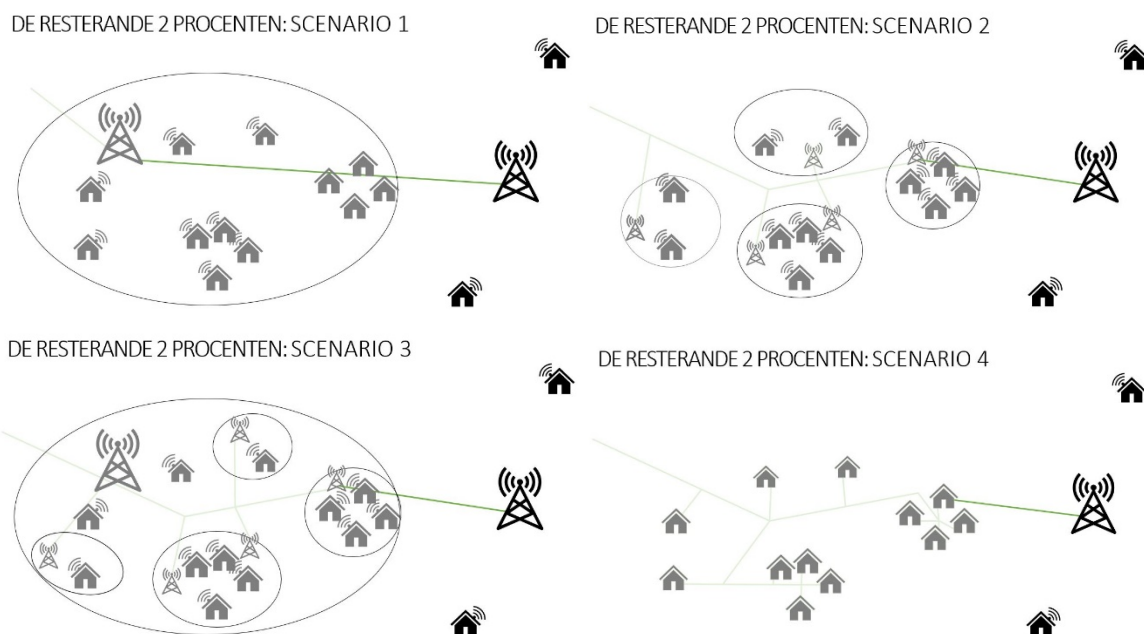 DE RESTERANDE 2 PROCENTEN: SCENARIO 1
DE RESTERANDE 2 PROCENTEN: SCENARIO 2
DE RESTERANDE 2 PROCENTEN: SCENARIO 3
DE RESTERANDE 2 PROCENTEN: SCENARIO 4